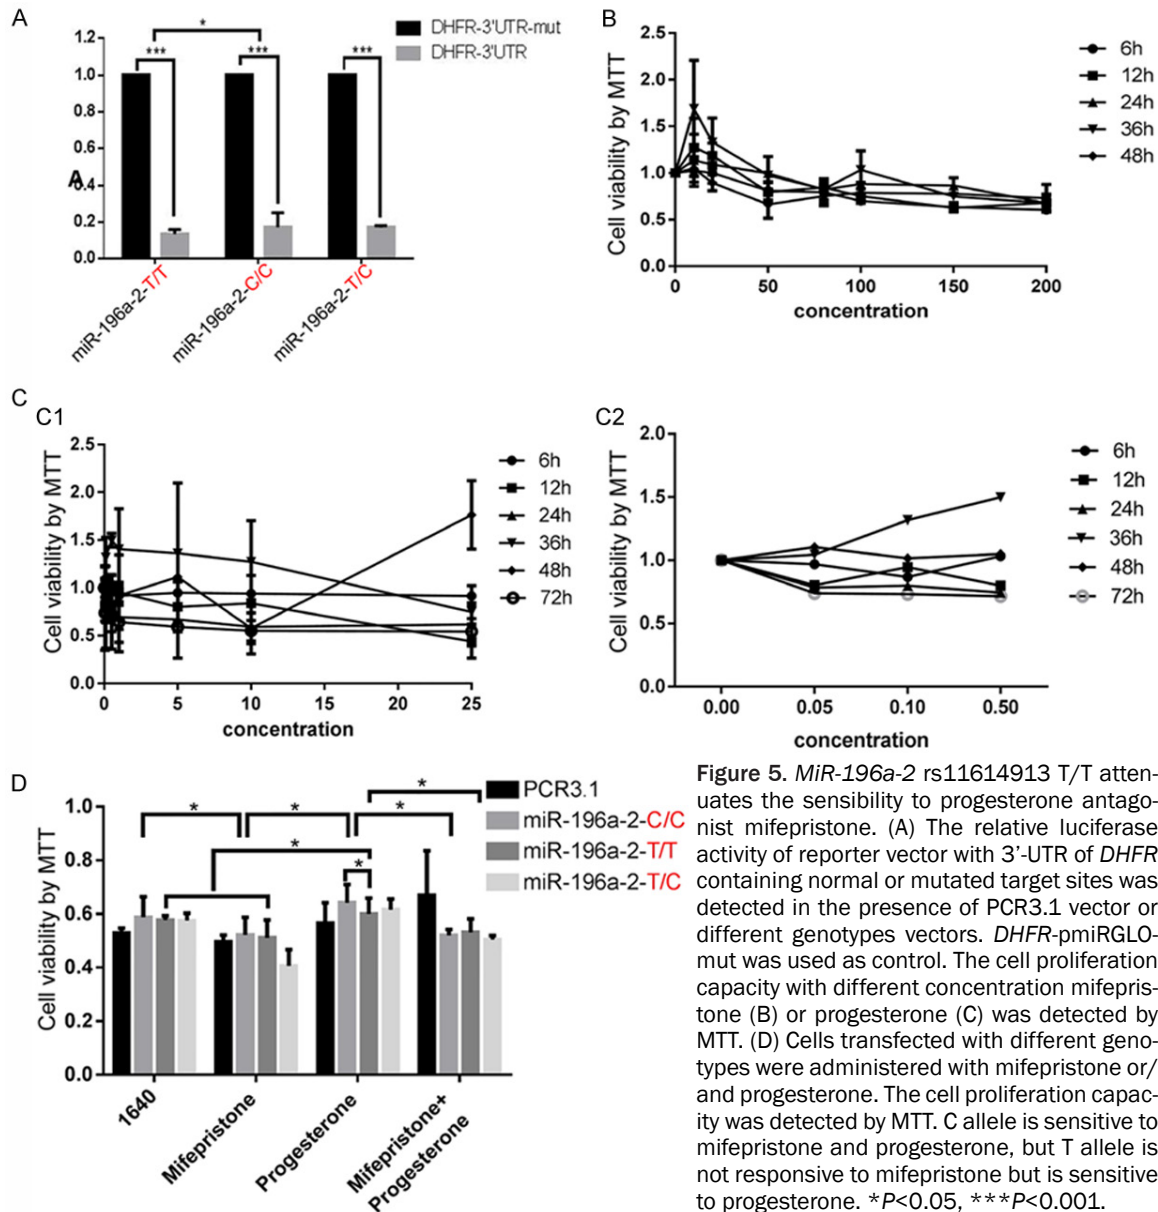 A
DHFR-3'UTR-mut
DHFR-3'UTR
*
***
***
***
1.2
1.0
0.8
0.6
0.4
0.2
0.0
A
miR-196a-2-T/T
miR-196a-2-C/C
miR-196a-2-T/C
B
Cell viability by MTT
2.5
2.0
1.5
1.0
0.5
0.0
0
50
100
150
200
concentration
6h
12h
24h
36h
48h
C
C1
Cell viability by MTT
2.5
2.0
1.5
1.0
0.5
0.0
0
5
10
15
20
25
concentration
6h
12h
24h
36h
48h
72h
C2
Cell viability by MTT
2.0
1.5
1.0
0.5
0.0
0.00
0.05
0.10
0.50
concentration
6h
12h
24h
36h
48h
72h
D
Cell viability by MTT
1.0
0.8
0.6
0.4
0.2
0.0
*
*
*
*
*
*
PCR3.1
miR-196a-2-C/C
miR-196a-2-T/T
miR-196a-2-T/C
1640
Mifepristone
Progesterone
Mifepristone+
Progesterone
Figure 5. MiR-196a-2 rs11614913 T/T atten-
uates the sensibility to progesterone antago-
nist mifepristone. (A) The relative luciferase
activity of reporter vector with 3'-UTR of DHFR
containing normal or mutated target sites was
detected in the presence of PCR3.1 vector or
different genotypes vectors. DHFR-pmiRGLO-
mut was used as control. The cell proliferation
capacity with different concentration mifepris-
tone (B) or progesterone (C) was detected by
MTT. (D) Cells transfected with different geno-
types were administered with mifepristone or/
and progesterone. The cell proliferation capac-
ity was detected by MTT. C allele is sensitive to
mifepristone and progesterone, but T allele is
not responsive to mifepristone but is sensitive
to progesterone. *P<0.05, ***P<0.001.